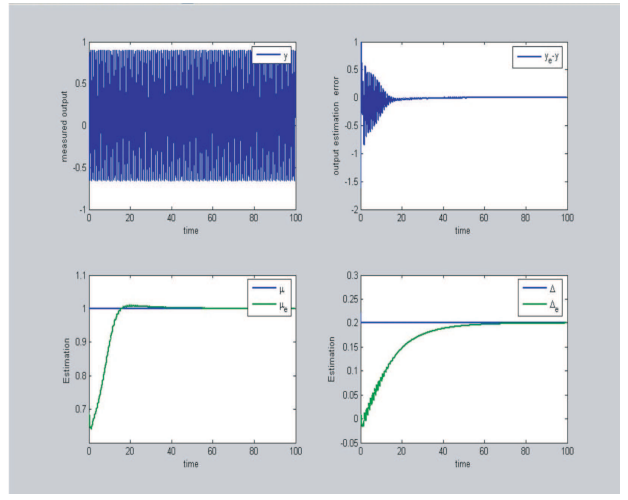 1
0.5
0
-0.5
-1
measured output
0 20 40 60 80 100
time
y
1
0.5
0
-0.5
-1
-1.5
-2
output estimation error
0 20 40 60 80 100
time
yₑ-y
1.1
1
0.9
0.8
0.7
0.6
Estimation
0 20 40 60 80 100
time
μ
μₑ
0.3
0.25
0.2
0.15
0.1
0.05
0
-0.05
Estimation
0 20 40 60 80 100
time
Δ
Δₑ